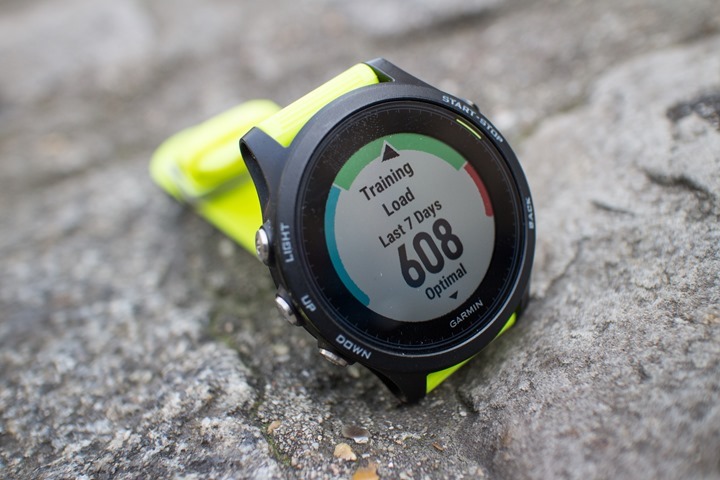 START·STOP
Training
Load
Last 7 Days
608
Optimal
GARMIN
BACK
LIGHT
UP
DOWN